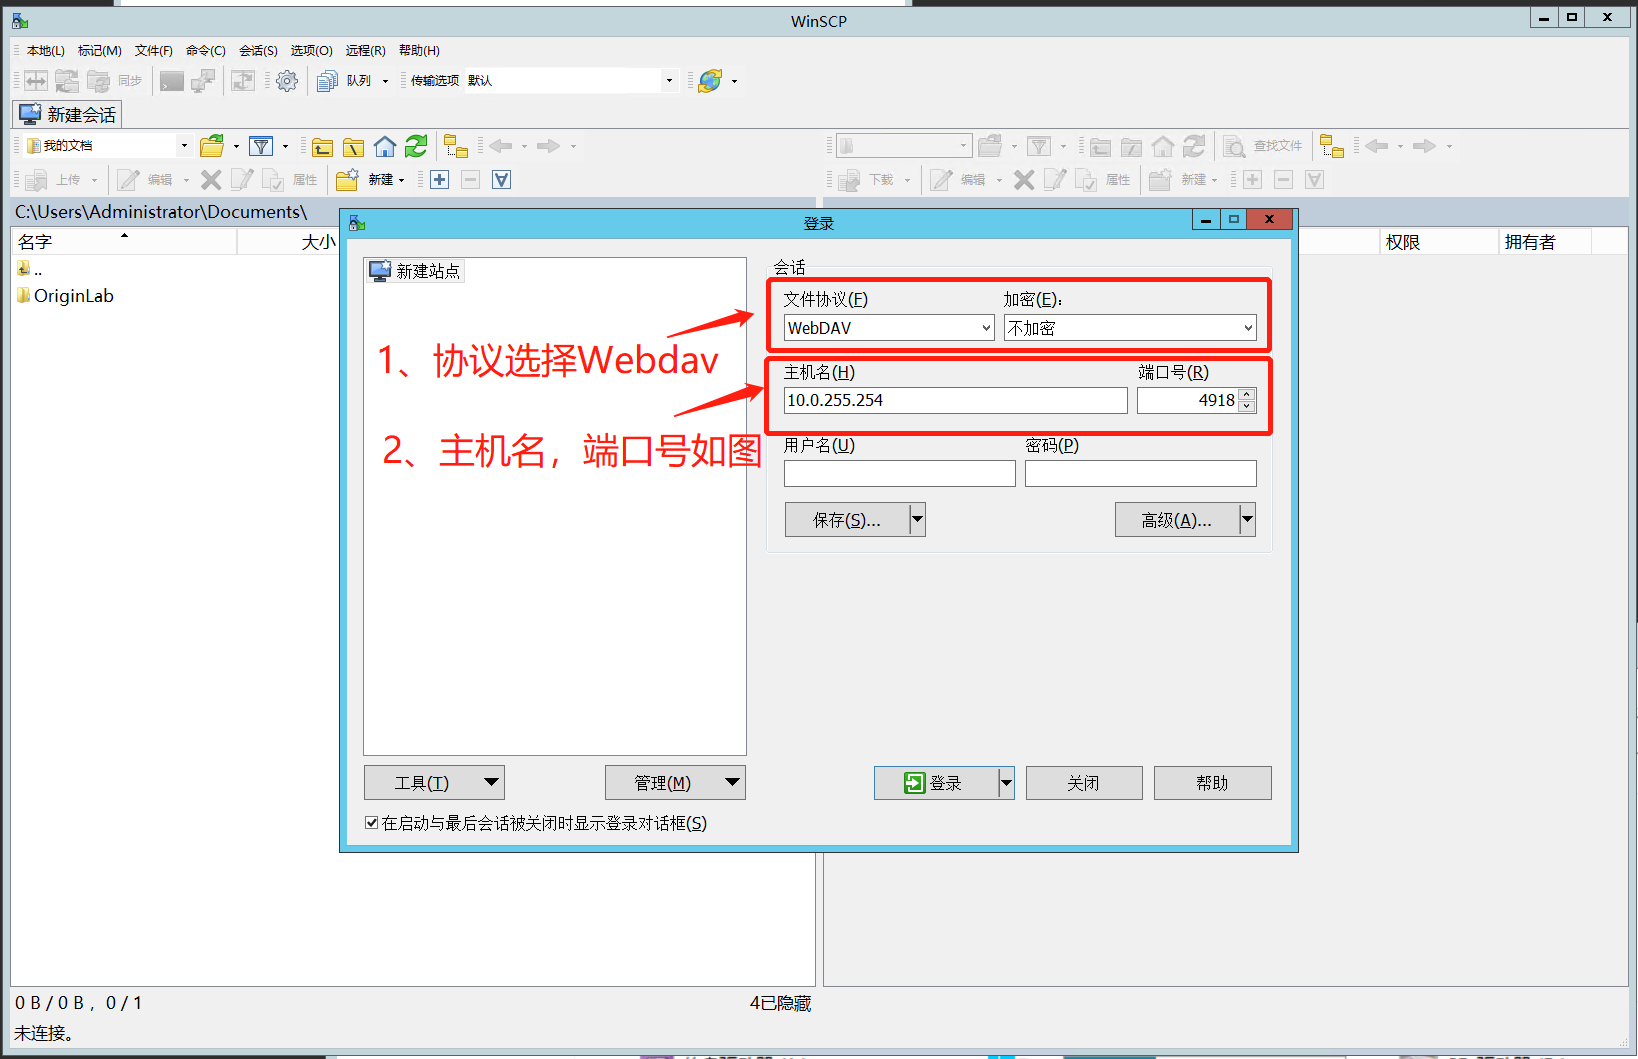 WinSCP
本地(L) 标记(M) 文件(F) 命令(C) 会话(S) 选项(O) 远程(R) 帮助(H)
同步 队列 传输选项 默认
新建会话
我的文档 查找文件
上传 编辑 属性 新建 下载 编辑 属性 新建
C:\Users\Administrator\Documents\
名字 大小 权限 拥有者
..
OriginLab
登录
新建站点
会话
文件协议(F) 加密(E):
WebDAV 不加密
1、协议选择Webdav
主机名(H) 端口号(R)
10.0.255.254 4918
2、主机名，端口号如图
用户名(U) 密码(P)
保存(S)... 高级(A)...
工具(T) 管理(M) 登录 关闭 帮助
在启动与最后会话被关闭时显示登录对话框(S)
0 B / 0 B ，0 / 1 4已隐藏
未连接。